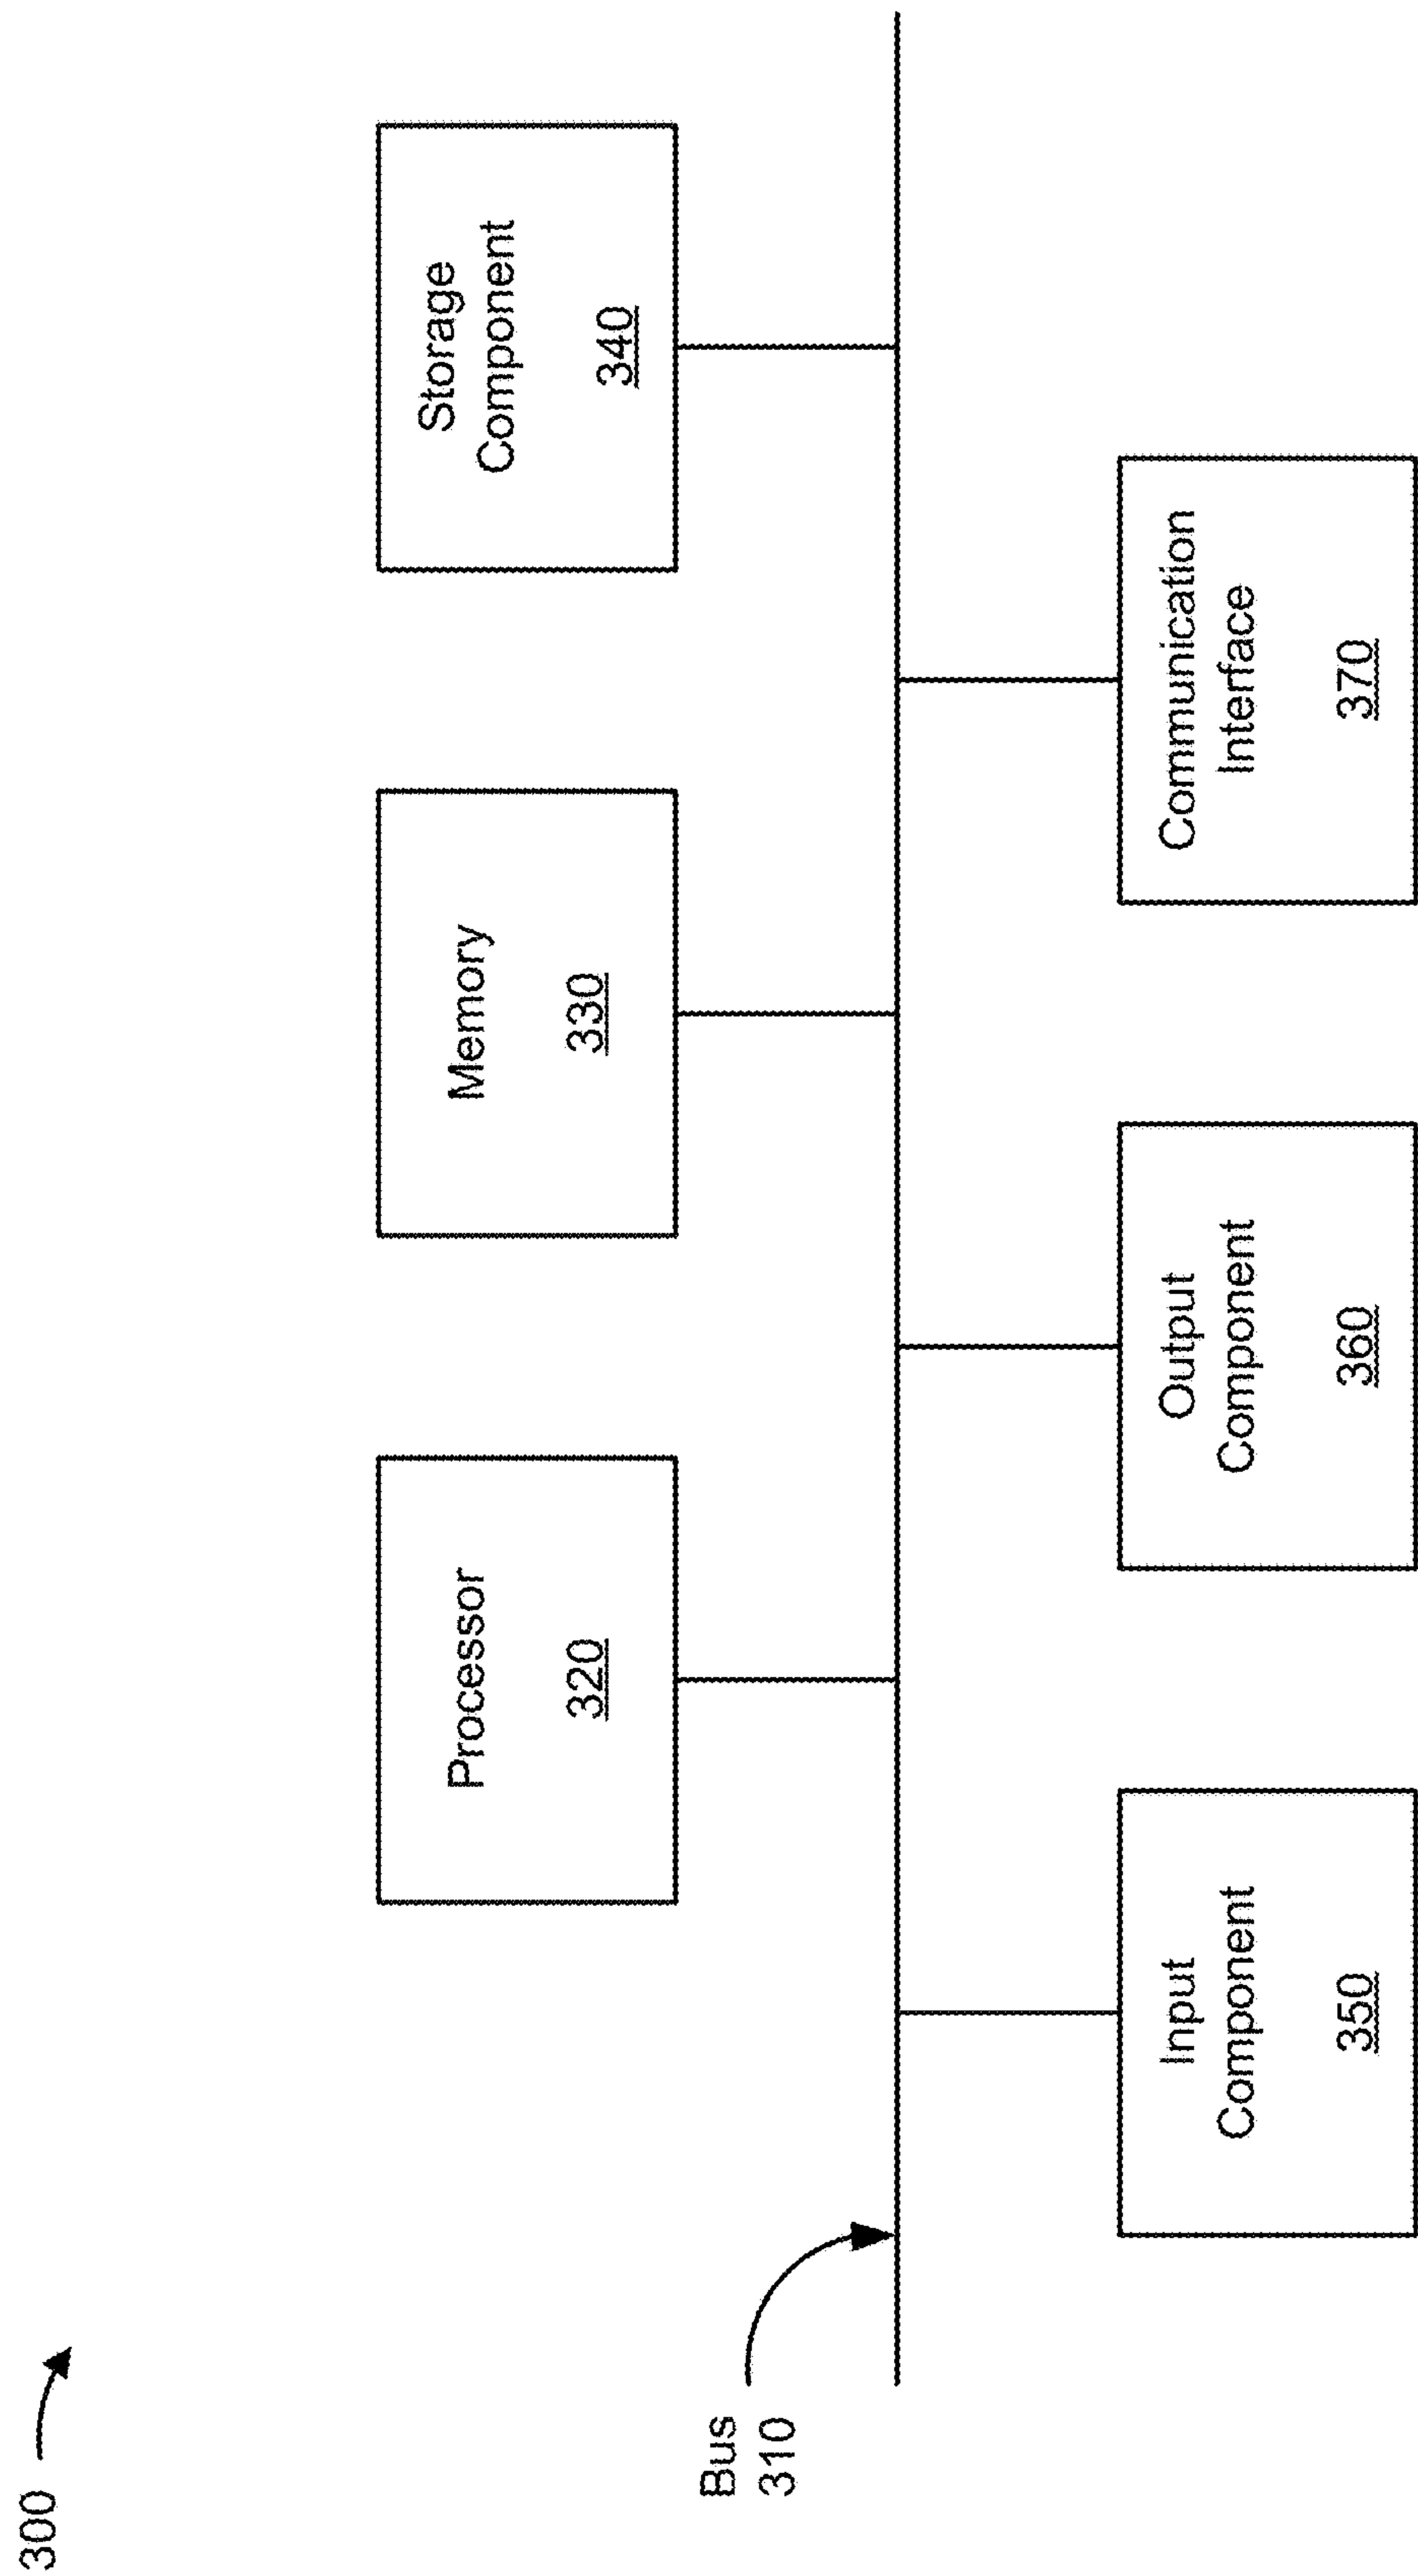 300
Processor
320
Memory
330
Storage
Component
340
Bus
310
Input
Component
350
Output
Component
360
Communication
Interface
370